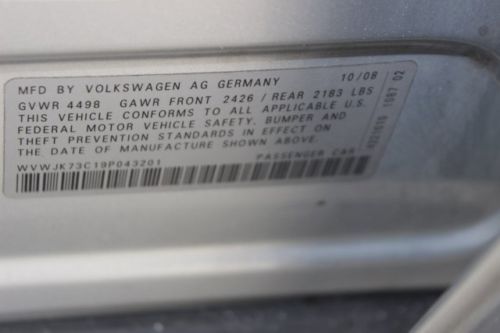 MFD BY VOLKSWAGEN AG GERMANY 10/08
GVWR 4498 GAWR FRONT 2426 / REAR 2183 LBS
THIS VEHICLE CONFORMS TO ALL APPLICABLE U.S.
FEDERAL MOTOR VEHICLE SAFETY, BUMPER AND
THEFT PREVENTION STANDARDS IN EFFECT ON
THE DATE OF MANUFACTURE SHOWN ABOVE.
WVWJK73C19P043201 PASSENGER CAR
1087 02